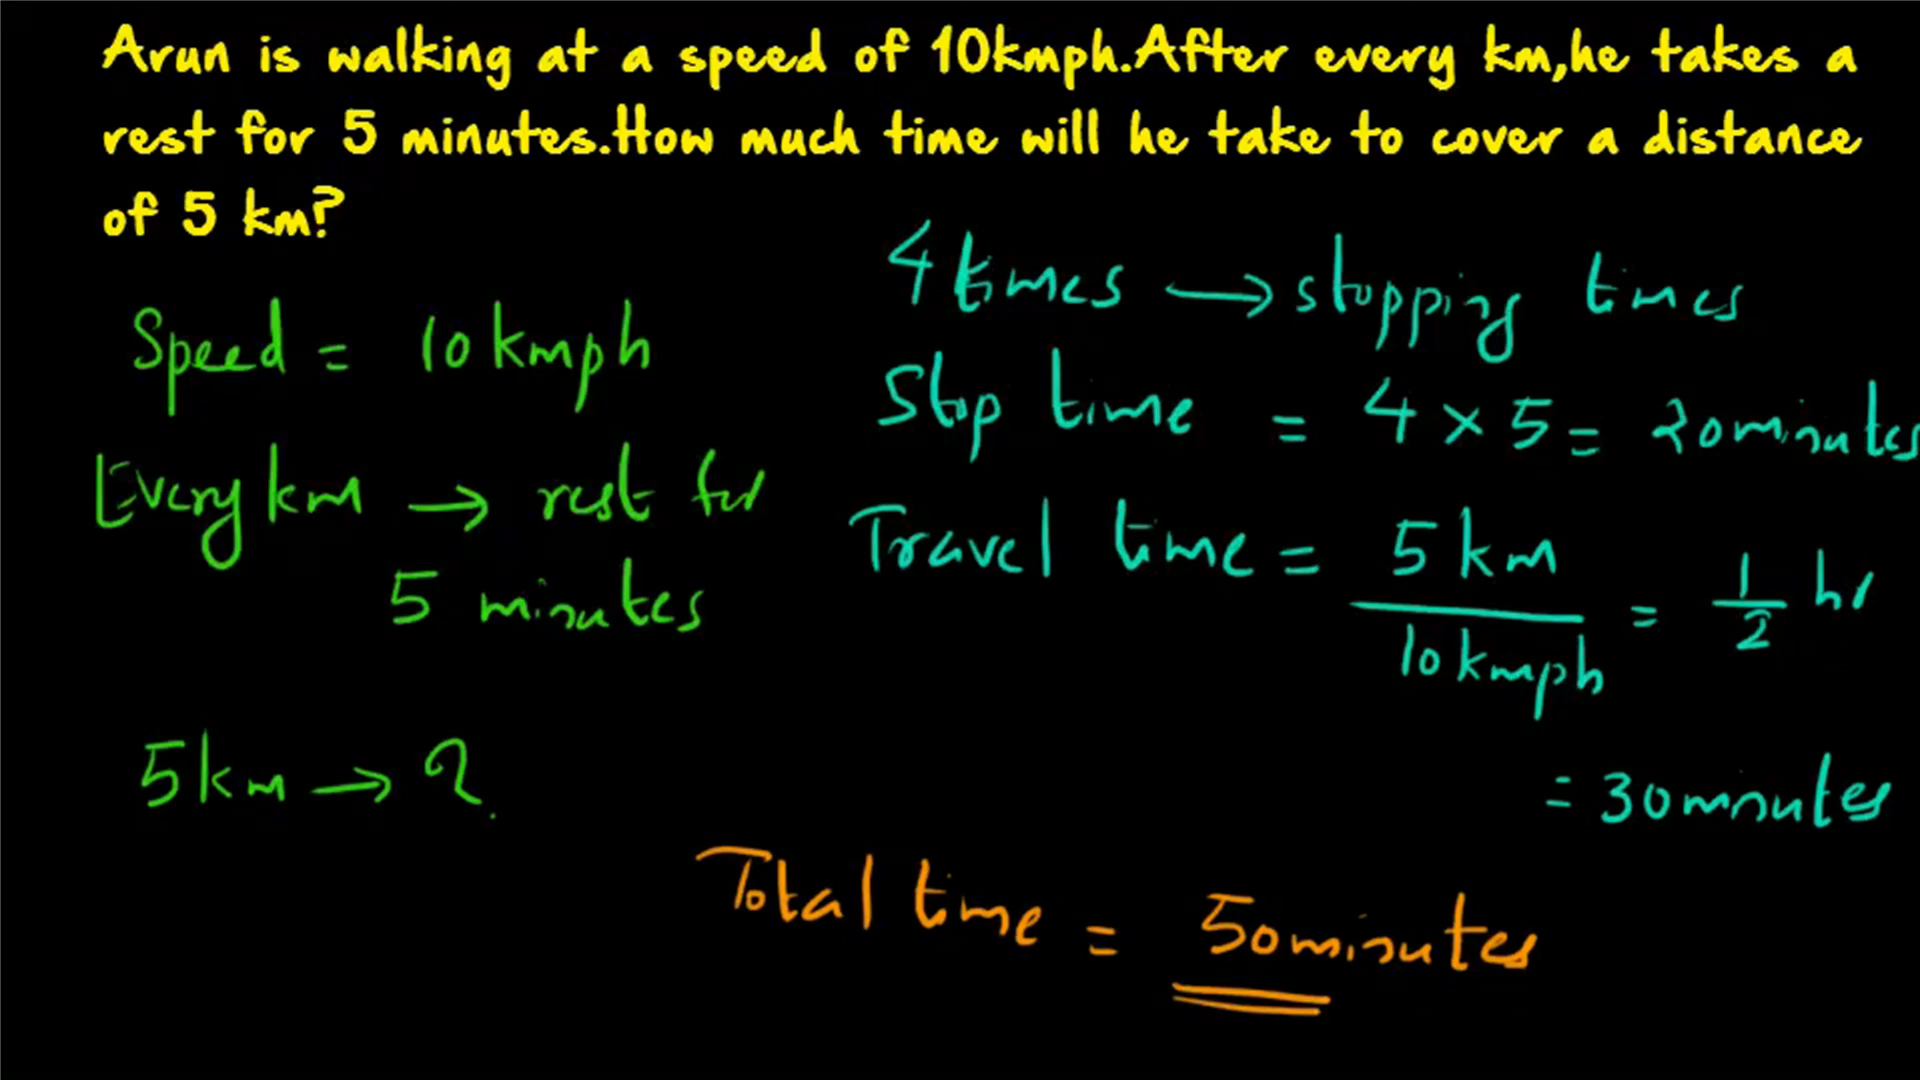 Arun is walking at a speed of 10kmph.After every km,he takes a
rest for 5 minutes.How much time will he take to cover a distance
of 5 km?
Speed = 10 kmph
Every km → rest for
5 minutes
5 km → ?
4 times → stopping times
Stop time = 4 × 5 = 20 minutes
Travel time = 5 km / 10 kmph = 1/2 hr
= 30 minutes
Total time = 50 minutes